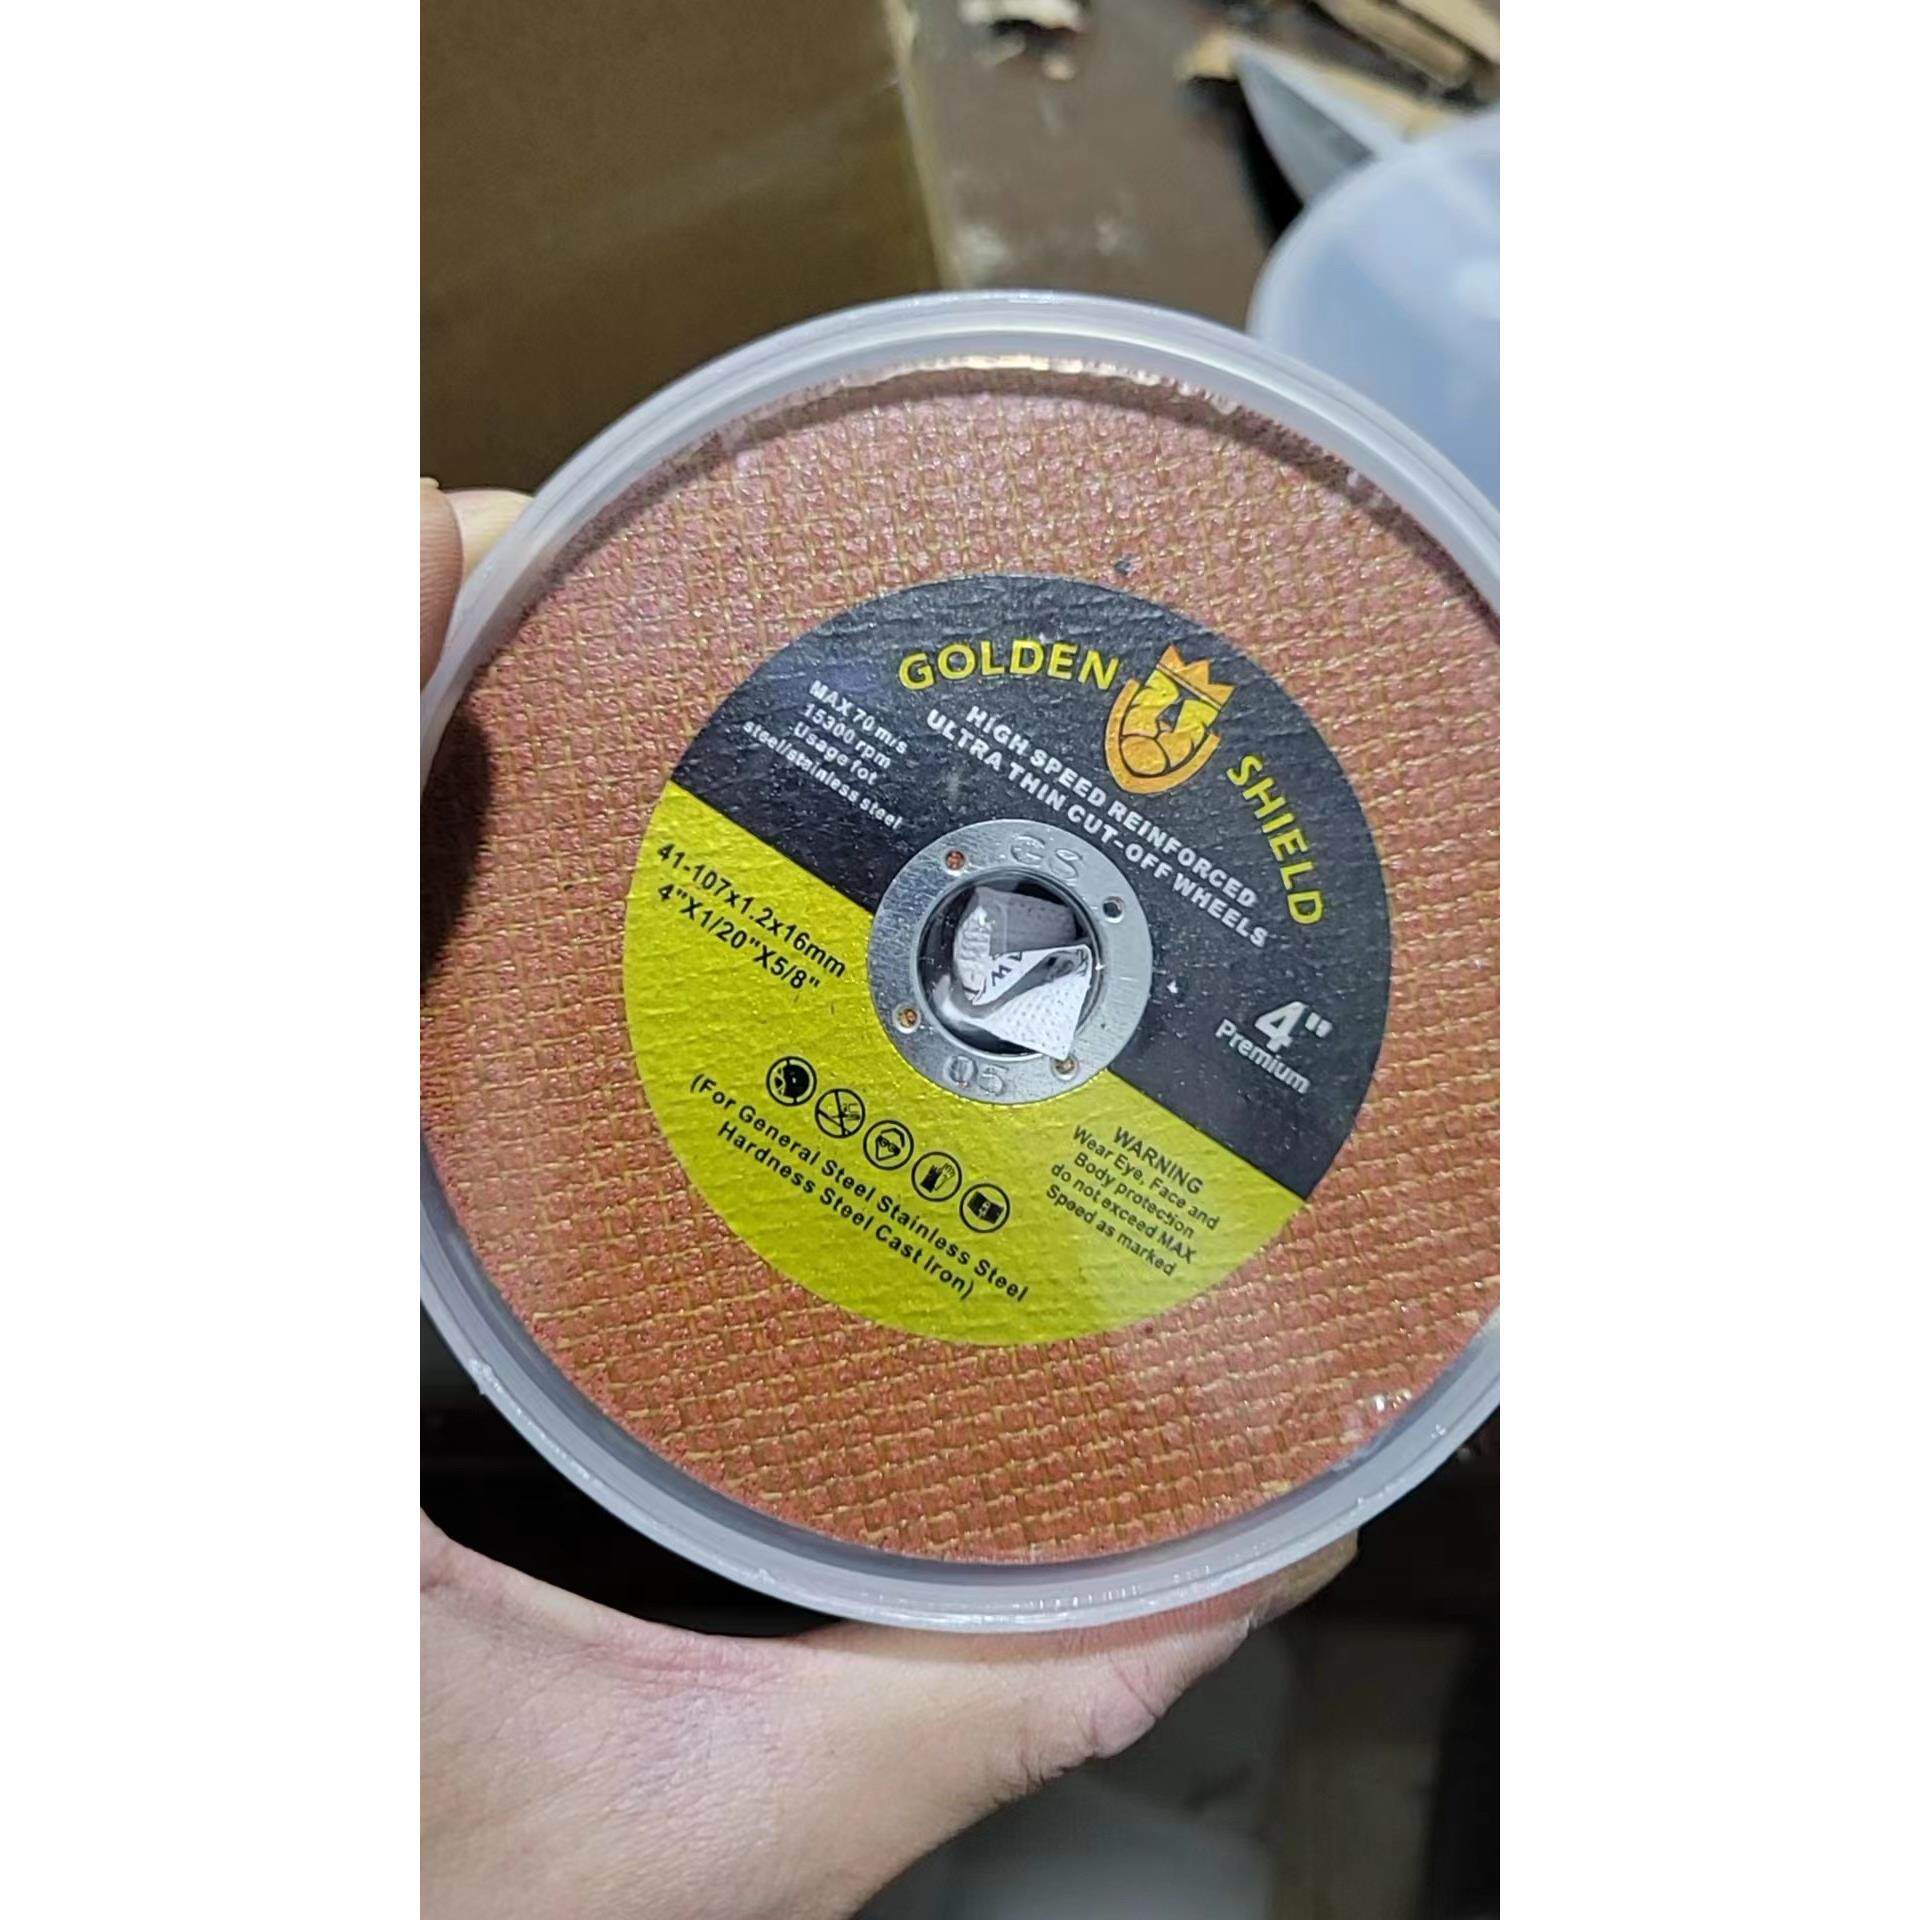 GOLDEN SHIELD
HIGH SPEED REINFORCED
ULTRA THIN CUT-OFF WHEELS
MAX 70 m/s
15300 rpm
Usage fot
steel/stainless steel
41-107x1.2x16mm
4"X1/20"X5/8"
GS
05
4"
Premium
(For General Steel Stainless Steel
Hardness Steel Cast Iron)
WARNING
Wear Eye, Face and
Body protection
do not exceed MAX
Speed as marked